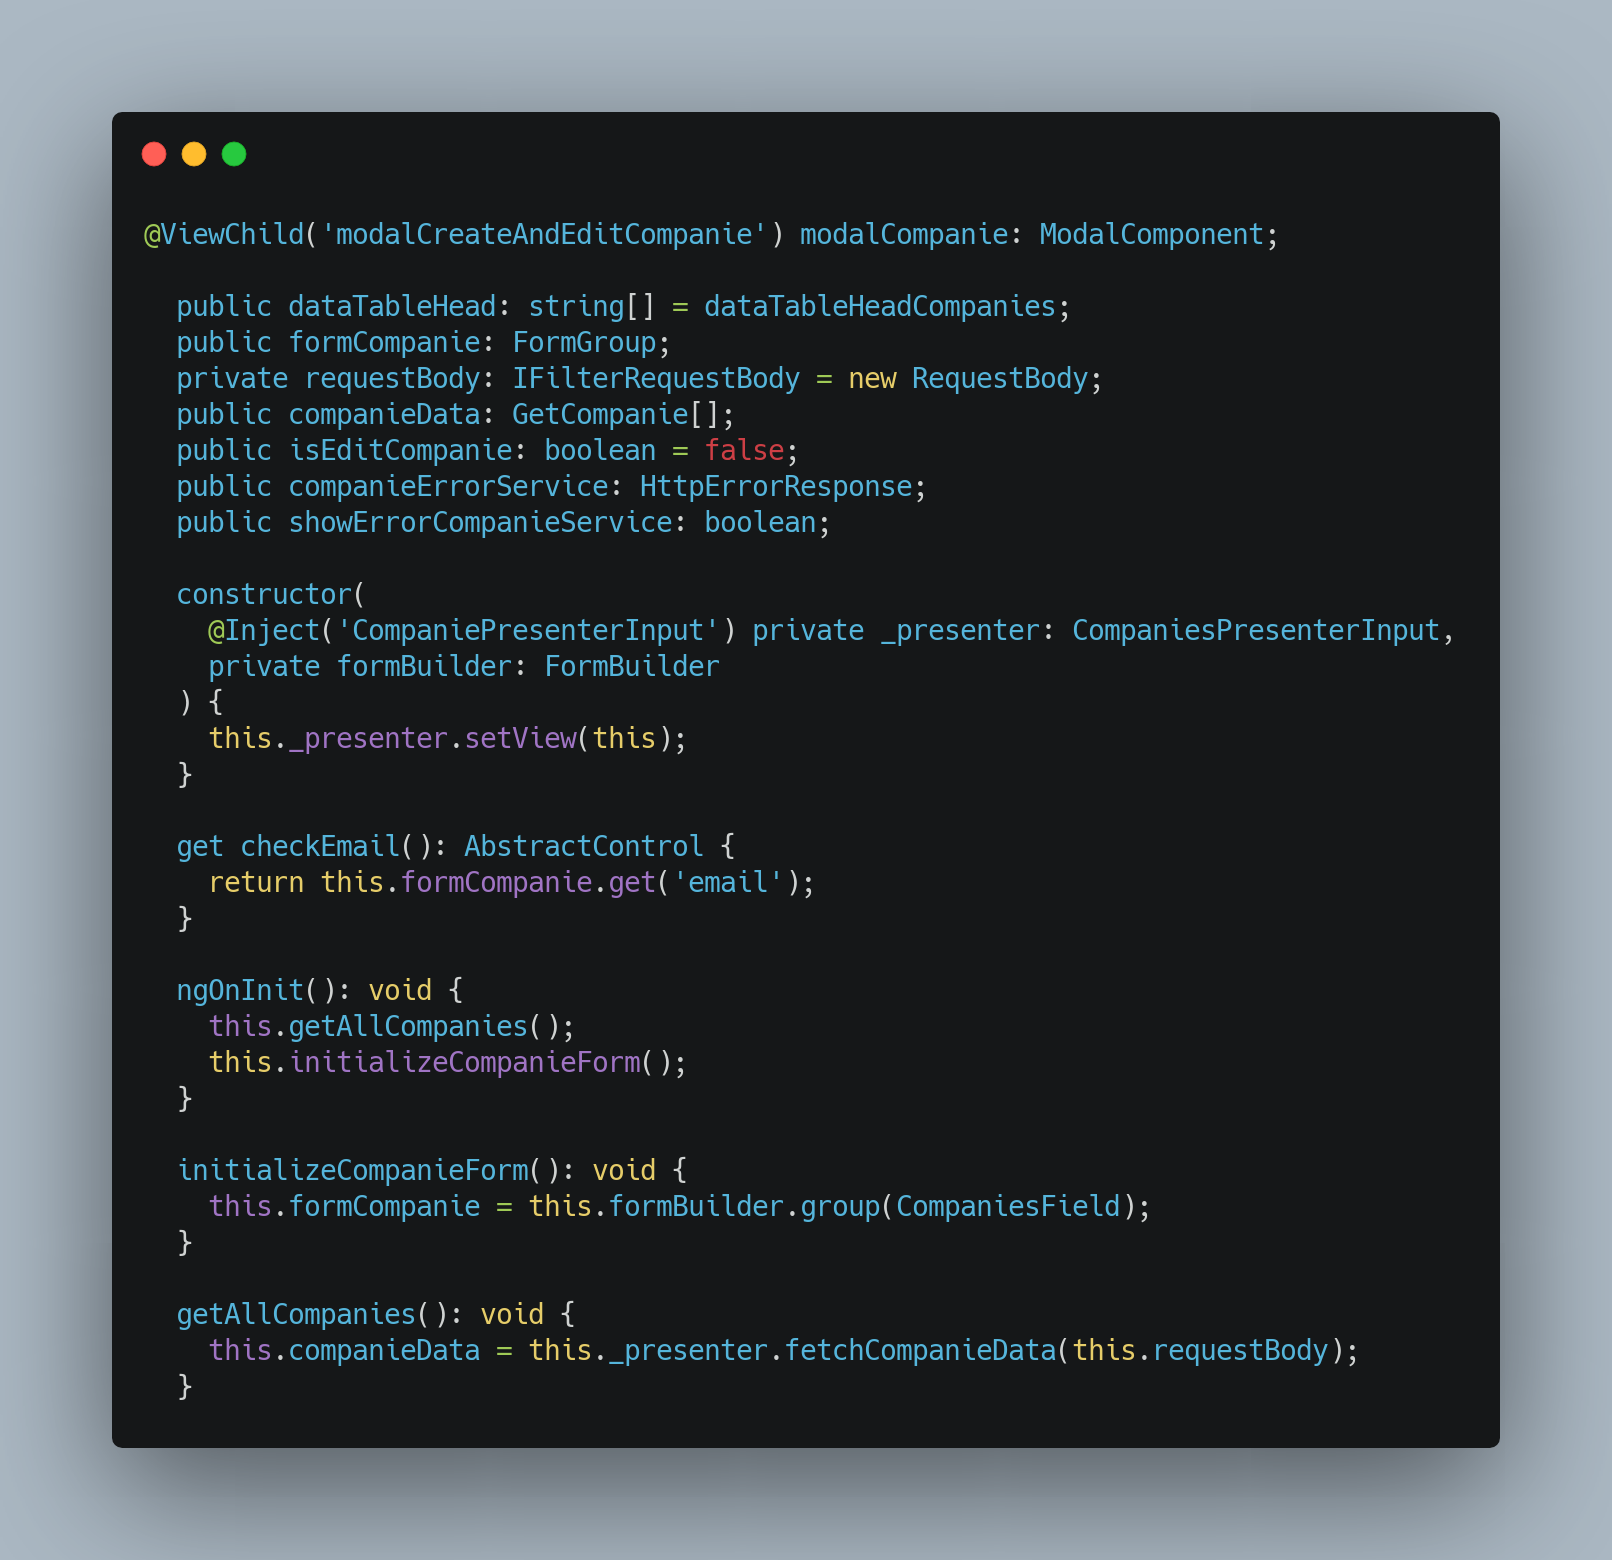 @ViewChild('modalCreateAndEditCompanie') modalCompanie: ModalComponent;

  public dataTableHead: string[] = dataTableHeadCompanies;
  public formCompanie: FormGroup;
  private requestBody: IFilterRequestBody = new RequestBody;
  public companieData: GetCompanie[];
  public isEditCompanie: boolean = false;
  public companieErrorService: HttpErrorResponse;
  public showErrorCompanieService: boolean;

  constructor(
    @Inject('CompaniePresenterInput') private _presenter: CompaniesPresenterInput,
    private formBuilder: FormBuilder
  ) {
    this._presenter.setView(this);
  }

  get checkEmail(): AbstractControl {
    return this.formCompanie.get('email');
  }

  ngOnInit(): void {
    this.getAllCompanies();
    this.initializeCompanieForm();
  }

  initializeCompanieForm(): void {
    this.formCompanie = this.formBuilder.group(CompaniesField);
  }

  getAllCompanies(): void {
    this.companieData = this._presenter.fetchCompanieData(this.requestBody);
  }